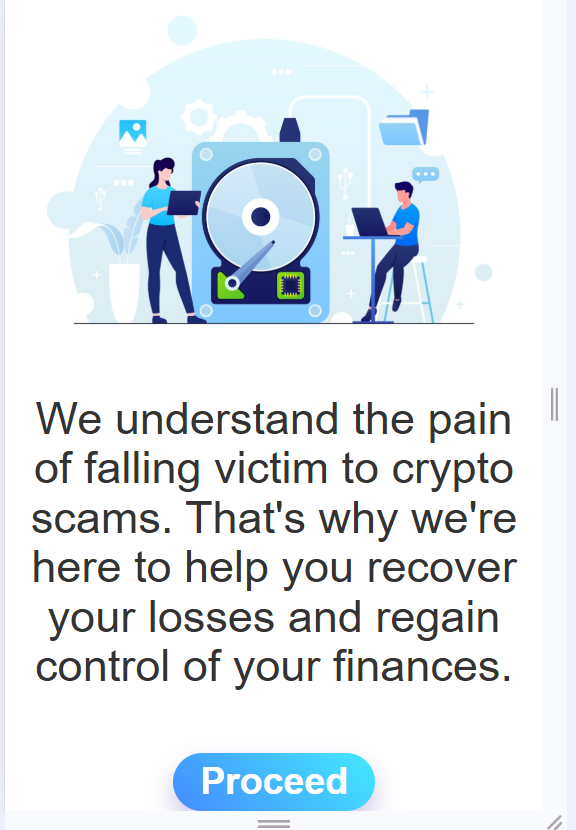 We understand the pain
of falling victim to crypto
scams. That's why we're
here to help you recover
your losses and regain
control of your finances.
Proceed